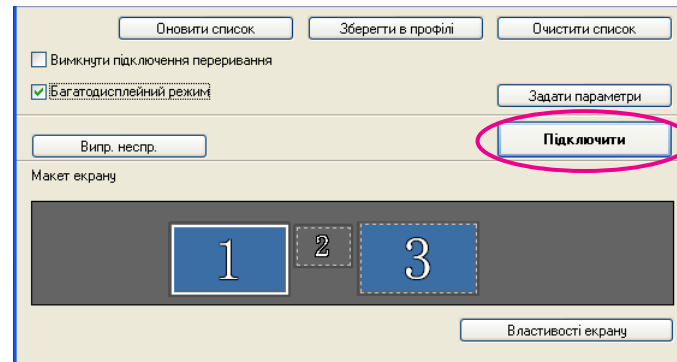 Оновити список Зберегти в профілі Очистити список
Вимкнути підключення переривання
Багатодисплейний режим Задати параметри
Випр. неспр. Підключити
Макет екрану
1 2 3
Властивості екрану